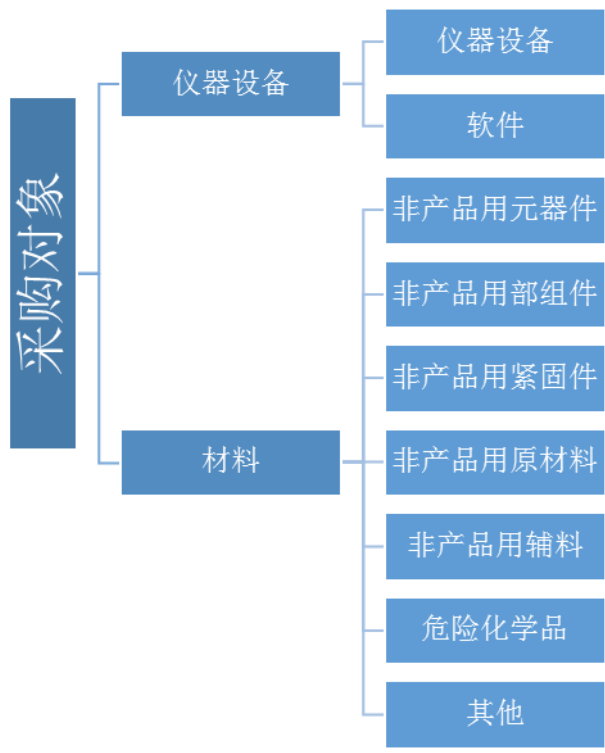 采购对象
仪器设备
仪器设备
软件
材料
非产品用元器件
非产品用部组件
非产品用紧固件
非产品用原材料
非产品用辅料
危险化学品
其他